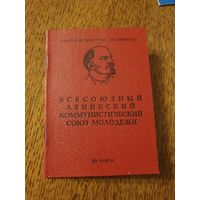 ПРОЛЕТАРИИ ВСЕХ СТРАН, СОЕДИНЯЙТЕСЬ!
ВСЕСОЮЗНЫЙ
ЛЕНИНСКИЙ
КОММУНИСТИЧЕСКИЙ
СОЮЗ МОЛОДЕЖИ
ЦК ВЛКСМ